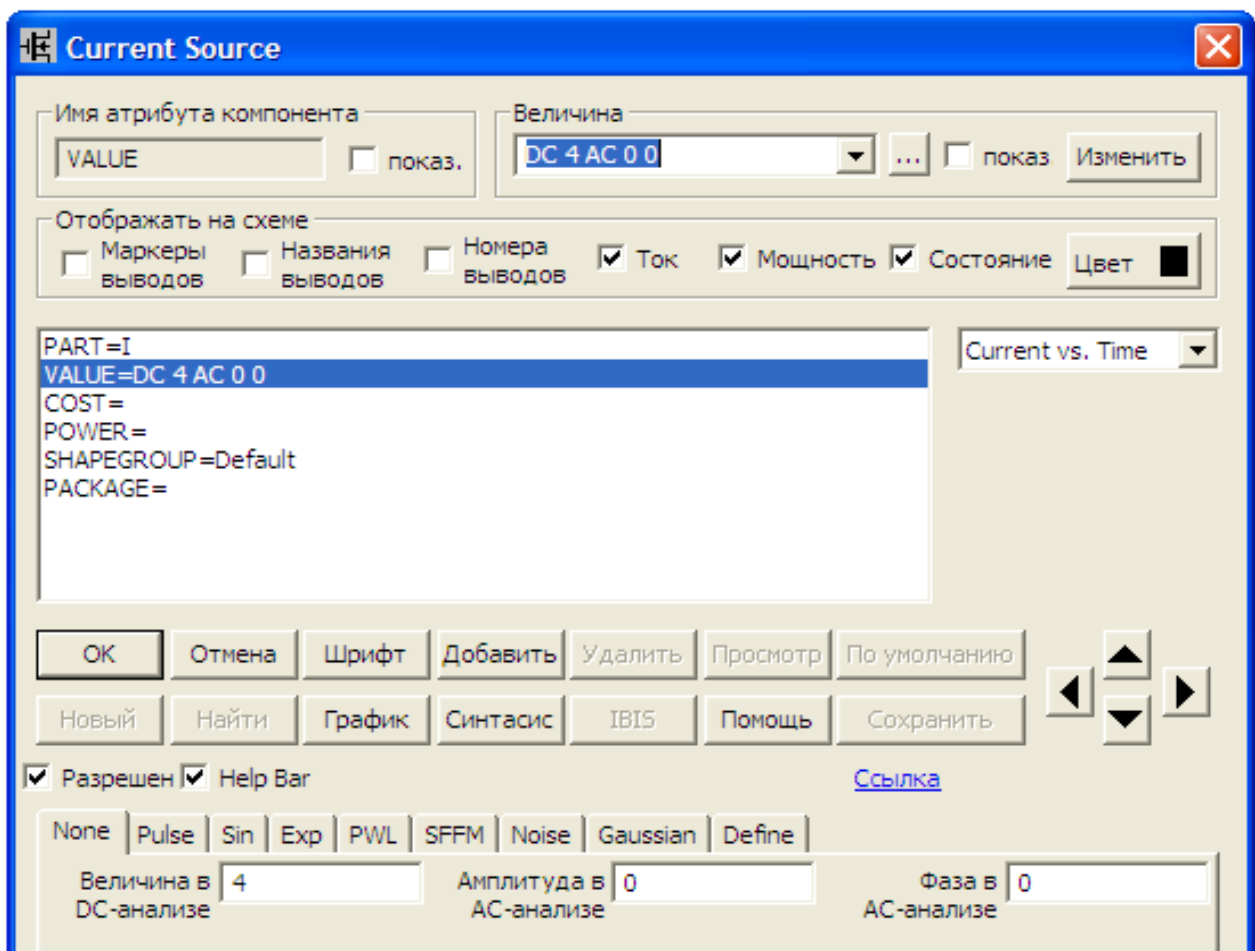 Current Source
Имя атрибута компонента
Величина
VALUE
показ.
DC 4 AC 0 0
...
показ
Изменить
Отображать на схеме
Маркеры
выводов
Названия
выводов
Номера
выводов
Ток
Мощность
Состояние
Цвет
PART=I
VALUE=DC 4 AC 0 0
COST=
POWER=
SHAPEGROUP=Default
PACKAGE=
Current vs. Time
OK Отмена Шрифт Добавить Удалить Просмотр По умолчанию
Новый Найти График Синтасис IBIS Помощь Сохранить
Разрешен Help Bar Ссылка
None Pulse Sin Exp PWL SFFM Noise Gaussian Define
Величина в
DC-анализе
4
Амплитуда в
AC-анализе
0
Фаза в
AC-анализе
0